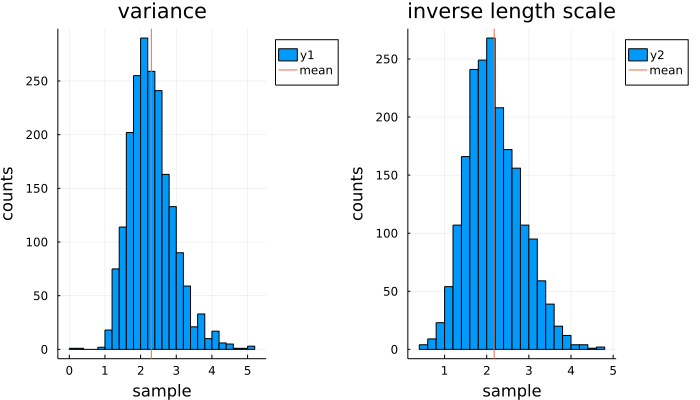 variance
counts
250
200
150
100
50
0
0 1 2 3 4 5
sample
y1
mean
inverse length scale
counts
250
200
150
100
50
0
1 2 3 4 5
sample
y2
mean